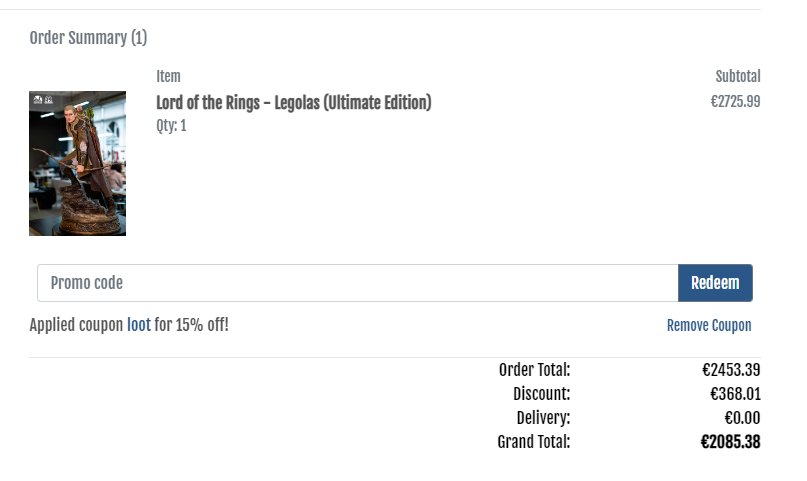 Order Summary (1)
Item Subtotal
Lord of the Rings - Legolas (Ultimate Edition) €2725.99
Qty: 1
Promo code Redeem
Applied coupon loot for 15% off! Remove Coupon
Order Total: €2453.39
Discount: €368.01
Delivery: €0.00
Grand Total: €2085.38